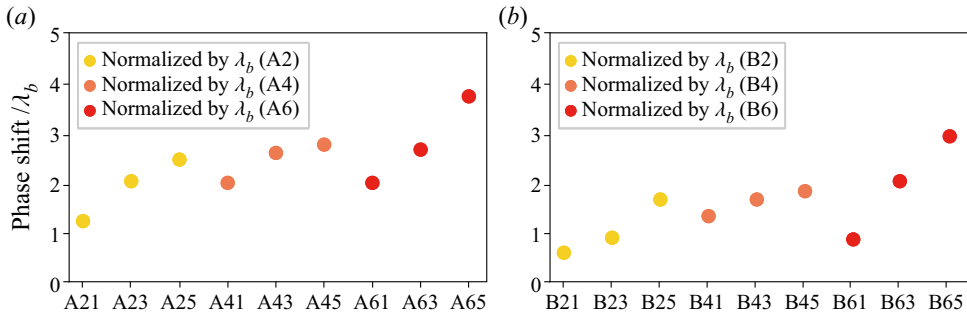 (a)
5
4
3
2
1
0
Phase shift/λb
Normalized by λb (A2)
Normalized by λb (A4)
Normalized by λb (A6)
A21 A23 A25 A41 A43 A45 A61 A63 A65
(b)
5
4
3
2
1
0
Normalized by λb (B2)
Normalized by λb (B4)
Normalized by λb (B6)
B21 B23 B25 B41 B43 B45 B61 B63 B65